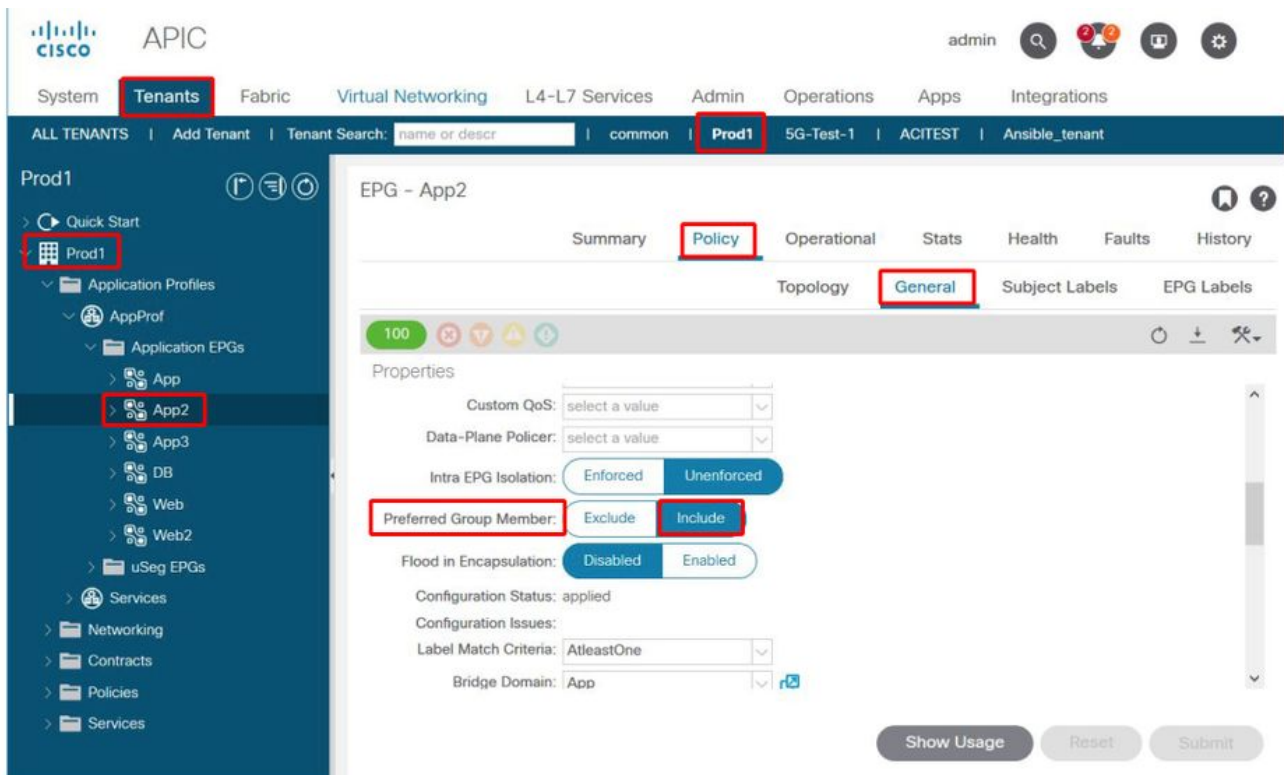 CISCO APIC admin 2 2
System Tenants Fabric Virtual Networking L4-L7 Services Admin Operations Apps Integrations
ALL TENANTS | Add Tenant | Tenant Search: name or descr | common | Prod1 5G-Test-1 | ACITEST | Ansible_tenant
Prod1
Quick Start
Prod1
Application Profiles
AppProf
Application EPGs
App
App2
App3
DB
Web
Web2
uSeg EPGs
Services
Networking
Contracts
Policies
Services
EPG - App2
Summary Policy Operational Stats Health Faults History
Topology General Subject Labels EPG Labels
100
Properties
Custom QoS: select a value
Data-Plane Policer: select a value
Intra EPG Isolation: Enforced Unenforced
Preferred Group Member: Exclude Include
Flood in Encapsulation: Disabled Enabled
Configuration Status: applied
Configuration Issues:
Label Match Criteria: AtleastOne
Bridge Domain: App
Show Usage Reset Submit